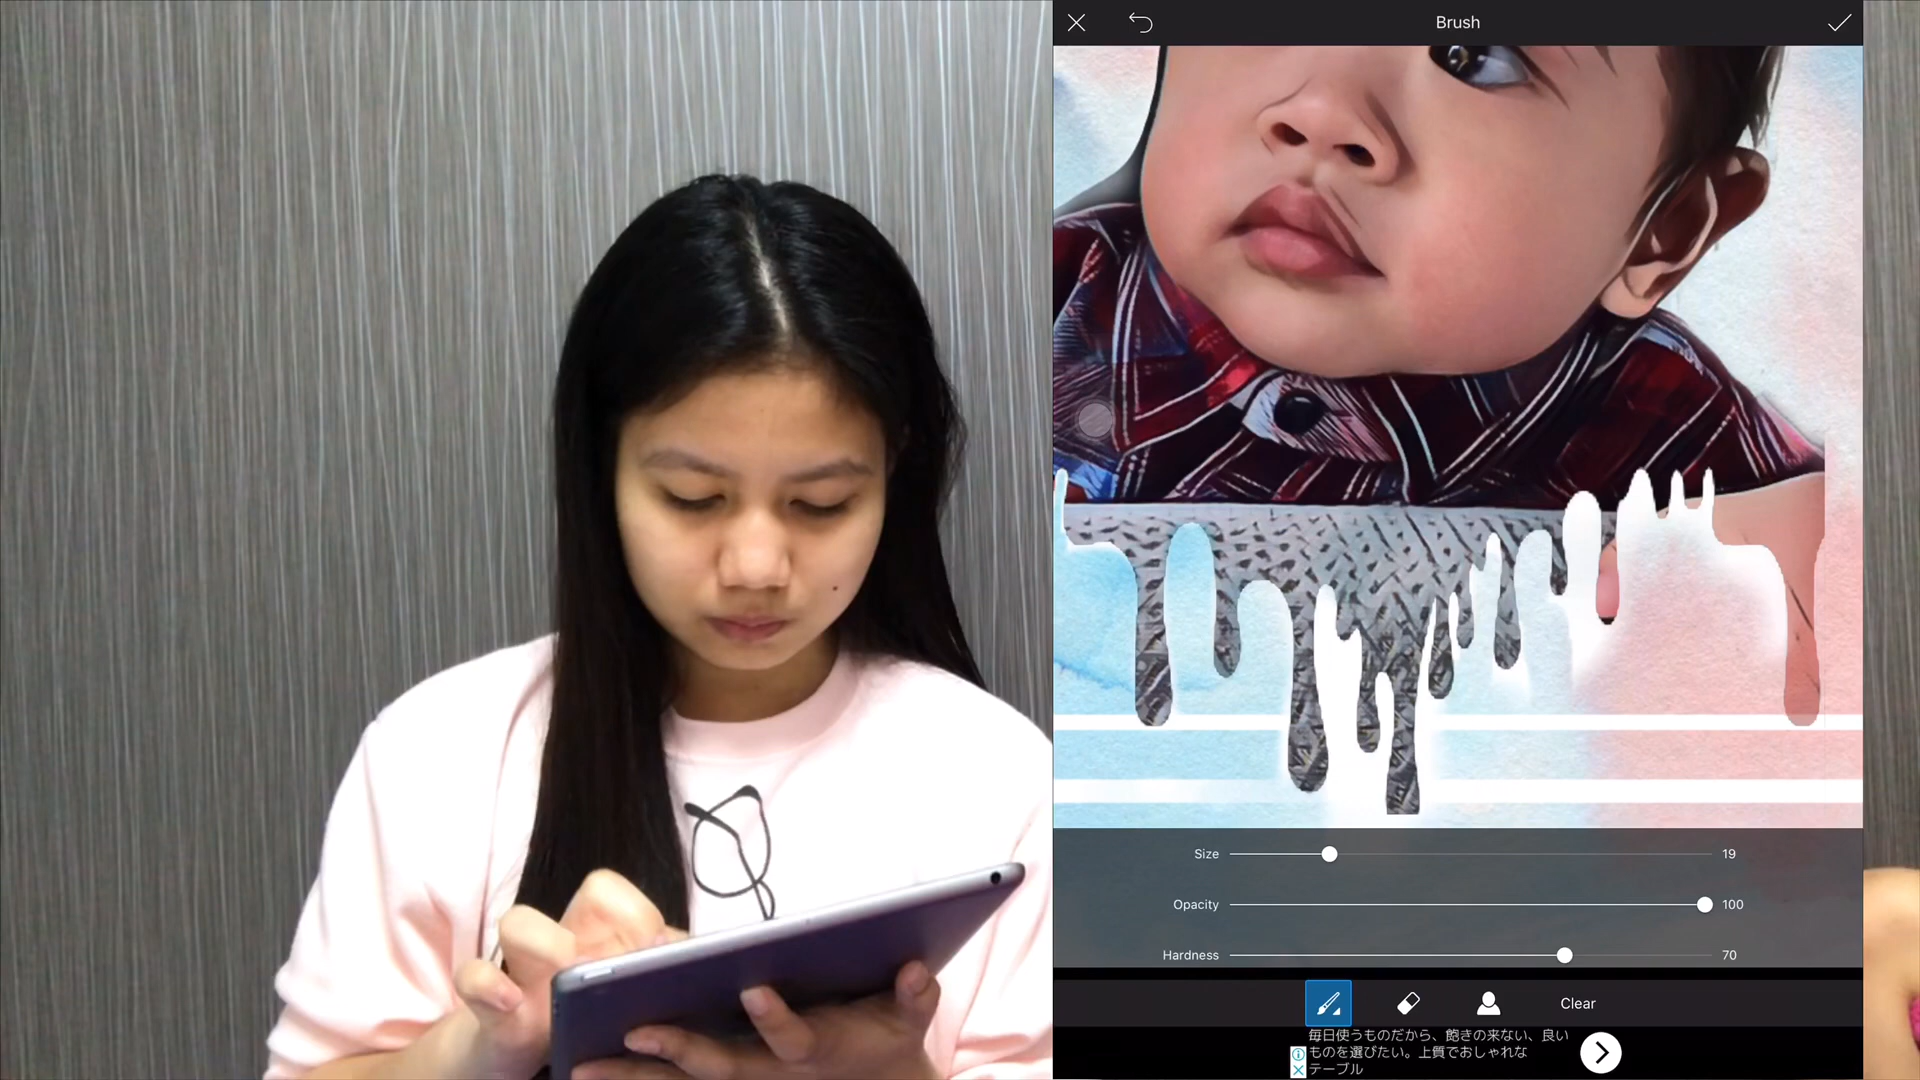 Brush
Size 19
Opacity 100
Hardness 70
Clear
毎日使うものだから、飽きの来ない、良い
ものを選びたい。上質でおしゃれな
テーブル